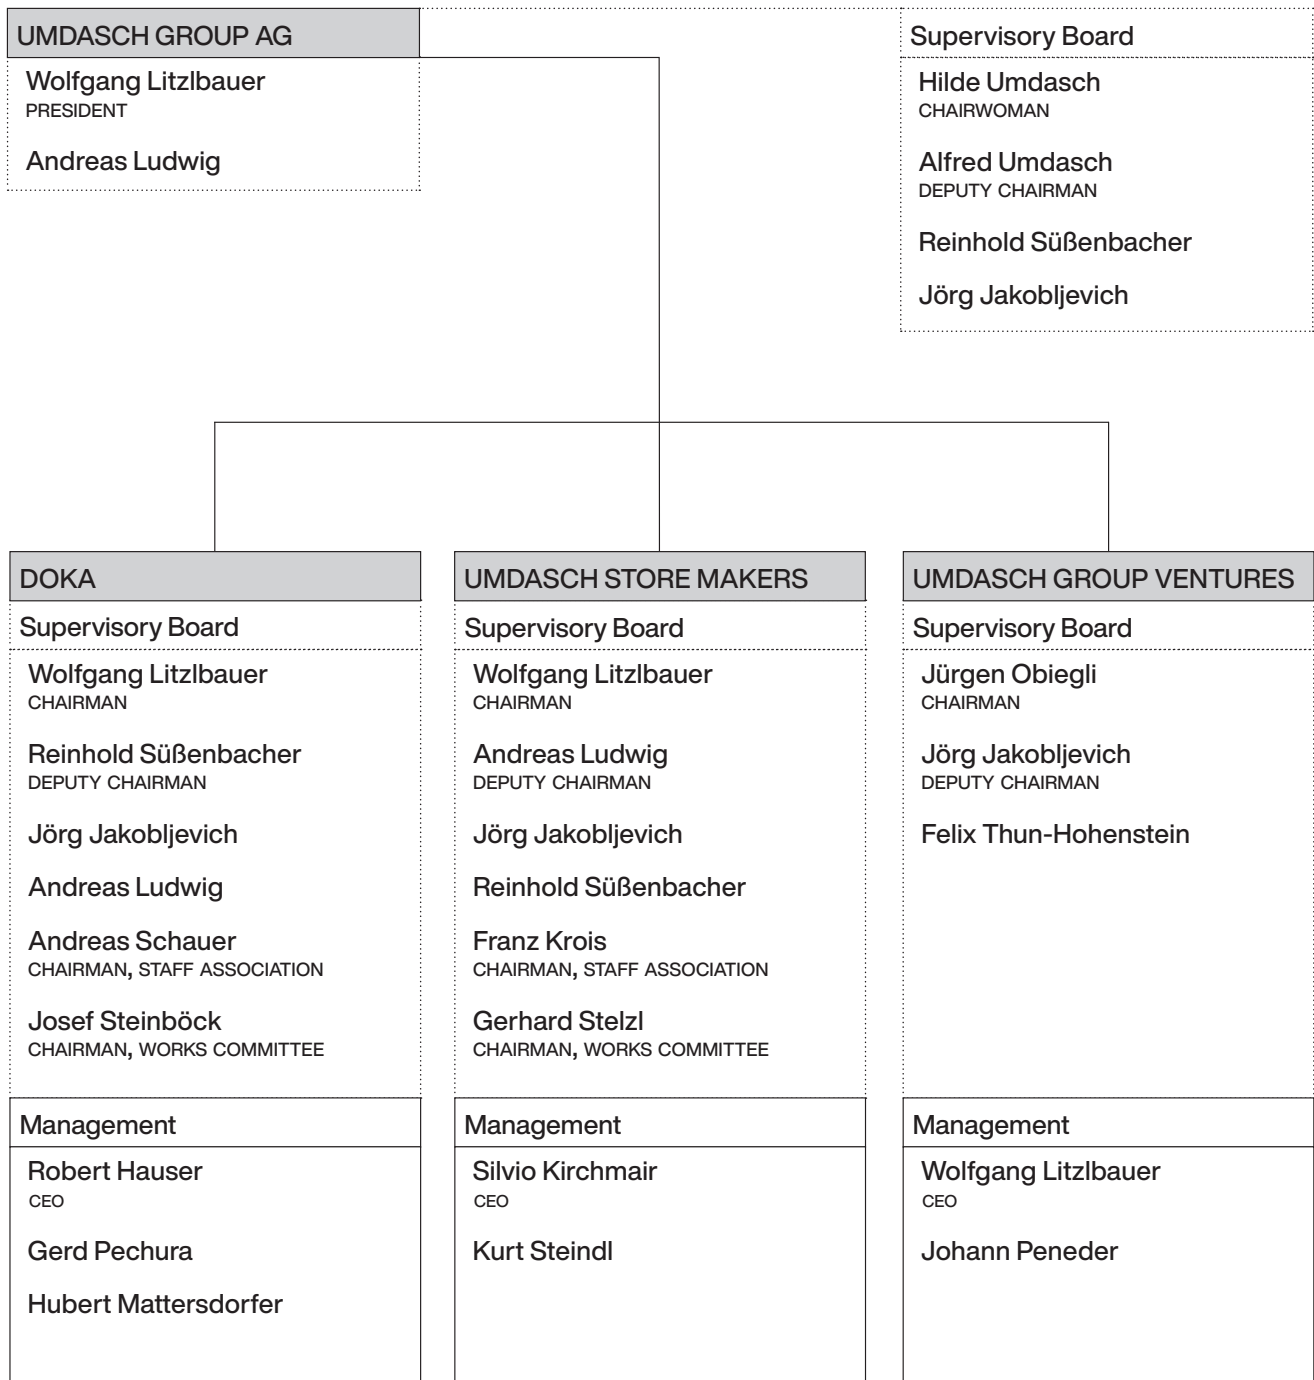 UMDASCH GROUP AG
Wolfgang Litzlbauer
PRESIDENT
Andreas Ludwig
Supervisory Board
Hilde Umdasch
CHAIRWOMAN
Alfred Umdasch
DEPUTY CHAIRMAN
Reinhold Süßenbacher
Jörg Jakobljevich
DOKA
Supervisory Board
Wolfgang Litzlbauer
CHAIRMAN
Reinhold Süßenbacher
DEPUTY CHAIRMAN
Jörg Jakobljevich
Andreas Ludwig
Andreas Schauer
CHAIRMAN, STAFF ASSOCIATION
Josef Steinböck
CHAIRMAN, WORKS COMMITTEE
Management
Robert Hauser
CEO
Gerd Pechura
Hubert Mattersdorfer
UMDASCH STORE MAKERS
Supervisory Board
Wolfgang Litzlbauer
CHAIRMAN
Andreas Ludwig
DEPUTY CHAIRMAN
Jörg Jakobljevich
Reinhold Süßenbacher
Franz Krois
CHAIRMAN, STAFF ASSOCIATION
Gerhard Stelzl
CHAIRMAN, WORKS COMMITTEE
Management
Silvio Kirchmair
CEO
Kurt Steindl
UMDASCH GROUP VENTURES
Supervisory Board
Jürgen Obiegli
CHAIRMAN
Jörg Jakobljevich
DEPUTY CHAIRMAN
Felix Thun-Hohenstein
Management
Wolfgang Litzlbauer
CEO
Johann Peneder